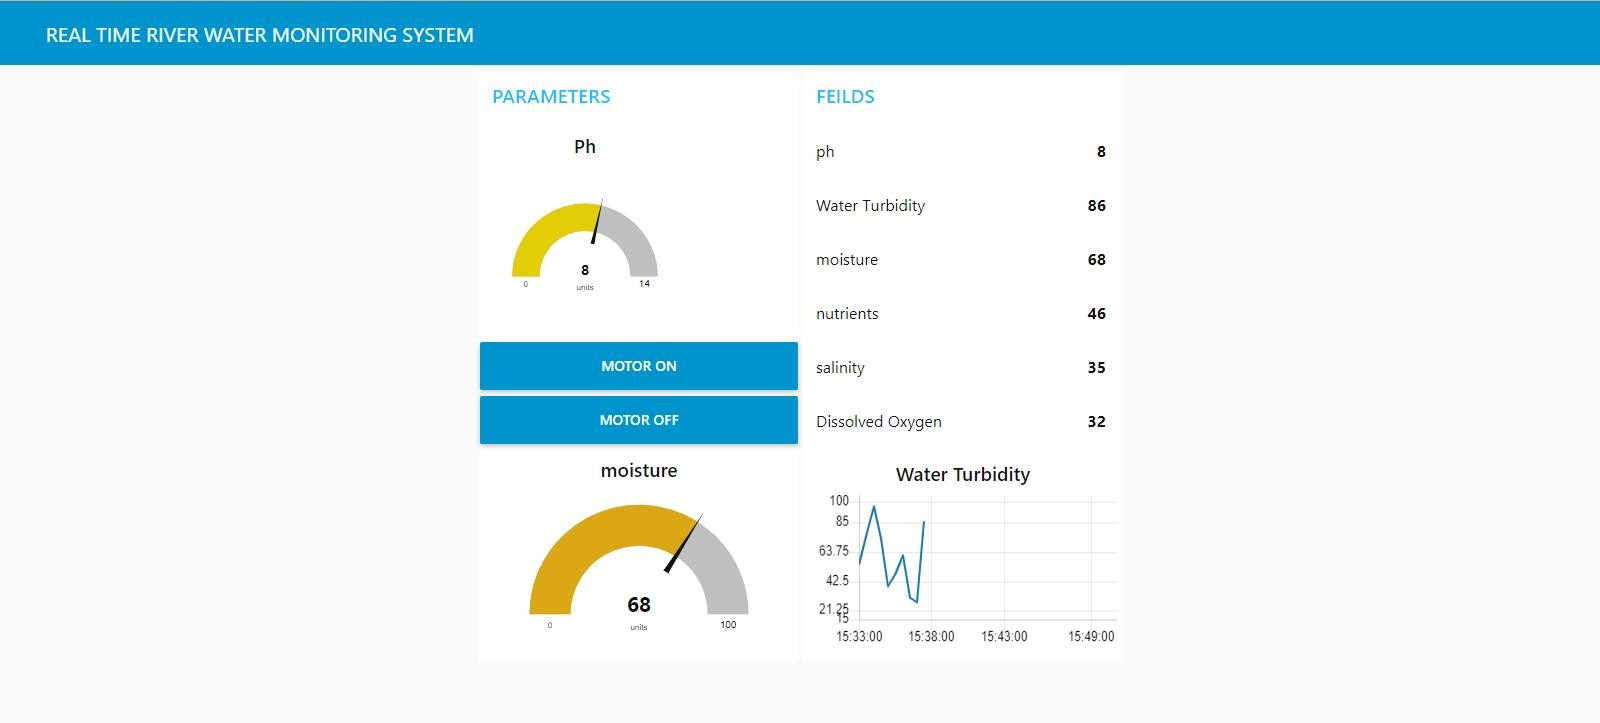 REAL TIME RIVER WATER MONITORING SYSTEM
PARAMETERS
Ph
8
units
0
14
MOTOR ON
MOTOR OFF
moisture
68
units
0
100
FEILDS
ph 8
Water Turbidity 86
moisture 68
nutrients 46
salinity 35
Dissolved Oxygen 32
Water Turbidity
100
85
63.75
42.5
21.25
15
15:33:00 15:38:00 15:43:00 15:49:00